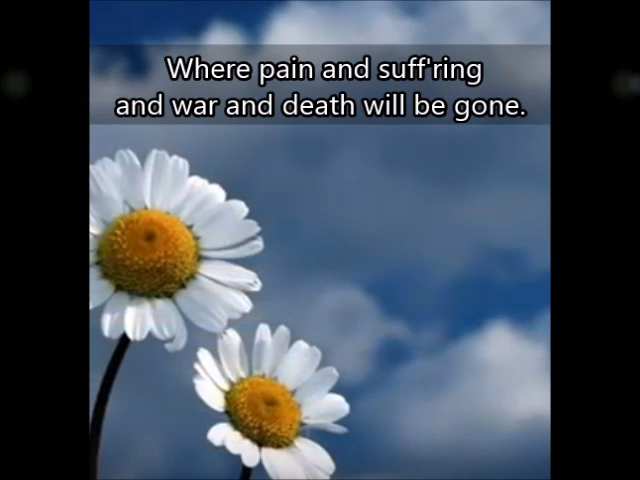 Where pain and suff'ring
and war and death will be gone.